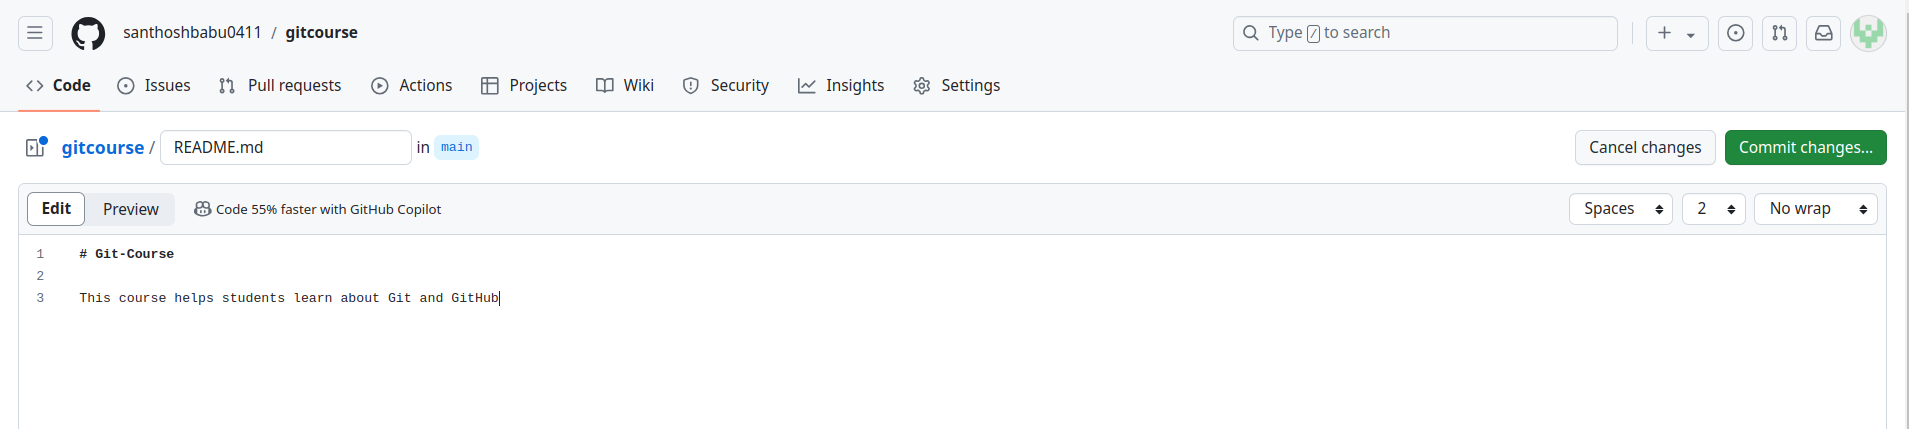 santhoshbabu0411 / gitcourse
Type / to search
Code Issues Pull requests Actions Projects Wiki Security Insights Settings
gitcourse / README.md in main
Cancel changes Commit changes...
Edit Preview Code 55% faster with GitHub Copilot
Spaces 2 No wrap
1 # Git-Course
2
3 This course helps students learn about Git and GitHub